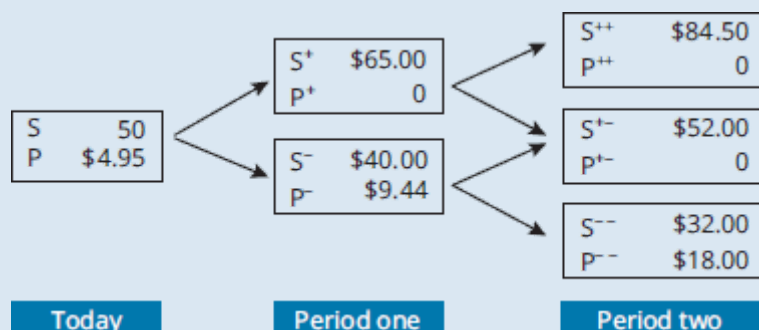 S 50
P $4.95
S⁺ $65.00
P⁺ 0
S⁻ $40.00
P⁻ $9.44
S⁺⁺ $84.50
P⁺⁺ 0
S⁺⁻ $52.00
P⁺⁻ 0
S⁻⁻ $32.00
P⁻⁻ $18.00
Today Period one Period two